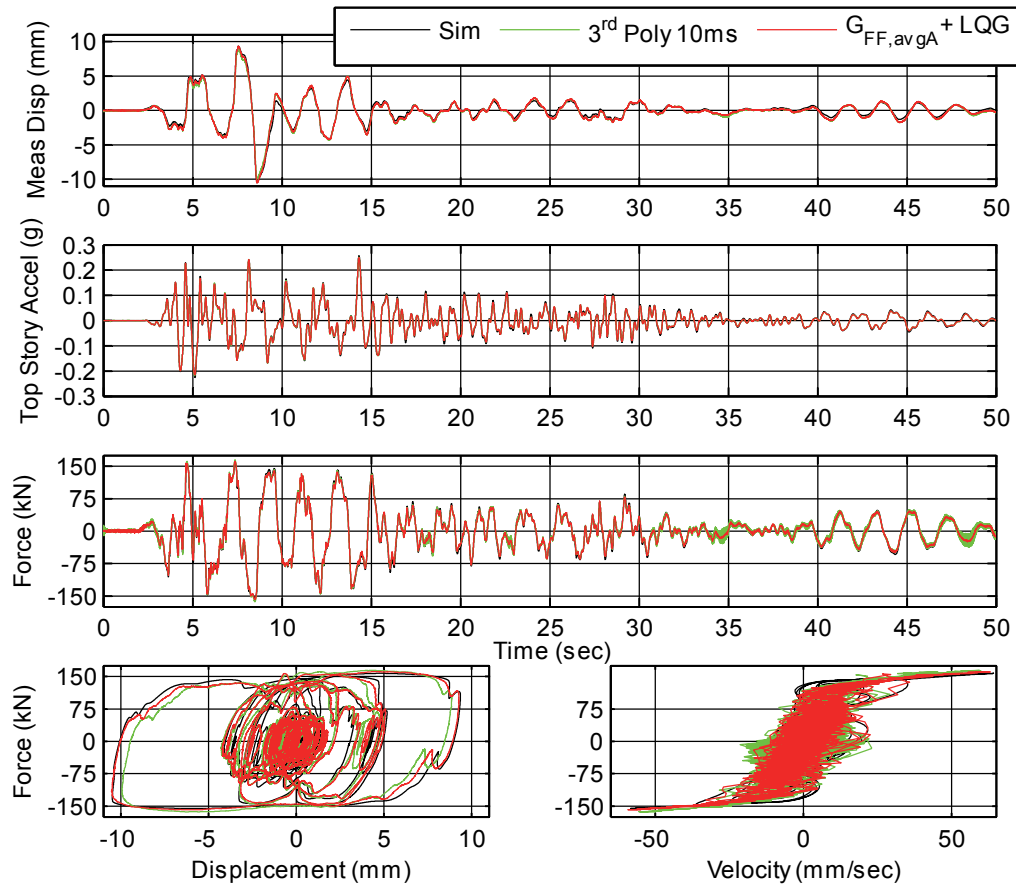 Sim 3rd Poly 10ms GFF,avgA + LQG
Meas Disp (mm)
10
5
0
-5
-10
0 5 10 15 20 25 30 35 40 45 50
Top Story Accel (g)
0.3
0.2
0.1
0
-0.1
-0.2
-0.3
0 5 10 15 20 25 30 35 40 45 50
Force (kN)
150
75
0
-75
-150
0 5 10 15 20 25 30 35 40 45 50
Time (sec)
Force (kN)
150
75
0
-75
-150
-10 -5 0 5 10
Displacement (mm)
150
75
0
-75
-150
-50 0 50
Velocity (mm/sec)